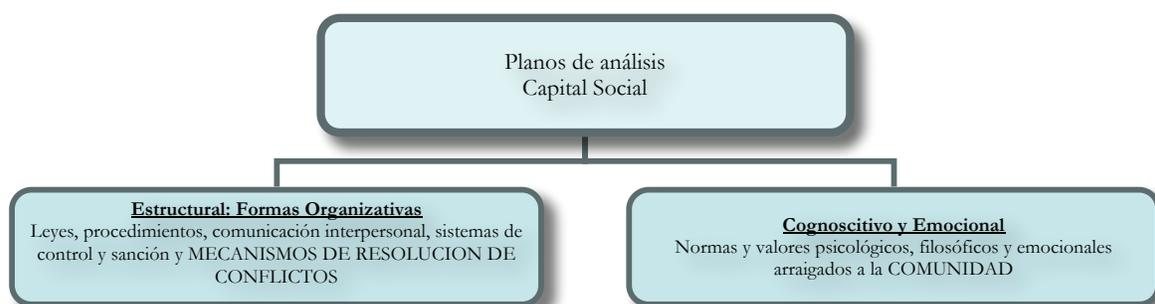 Planos de análisis
Capital Social
Estructural: Formas Organizativas
Leyes, procedimientos, comunicación interpersonal, sistemas de
control y sanción y MECANISMOS DE RESOLUCION DE
CONFLICTOS
Cognoscitivo y Emocional
Normas y valores psicológicos, filosóficos y emocionales
arraigados a la COMUNIDAD